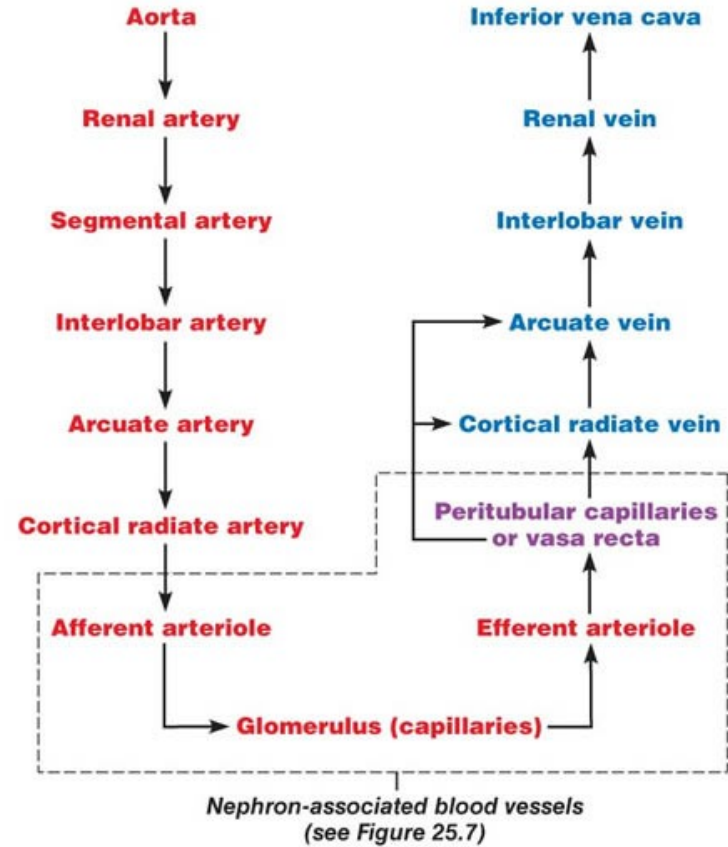 Aorta
Renal artery
Segmental artery
Interlobar artery
Arcuate artery
Cortical radiate artery
Afferent arteriole
Glomerulus (capillaries)
Efferent arteriole
Peritubular capillaries
or vasa recta
Cortical radiate vein
Arcuate vein
Interlobar vein
Renal vein
Inferior vena cava
Nephron-associated blood vessels
(see Figure 25.7)